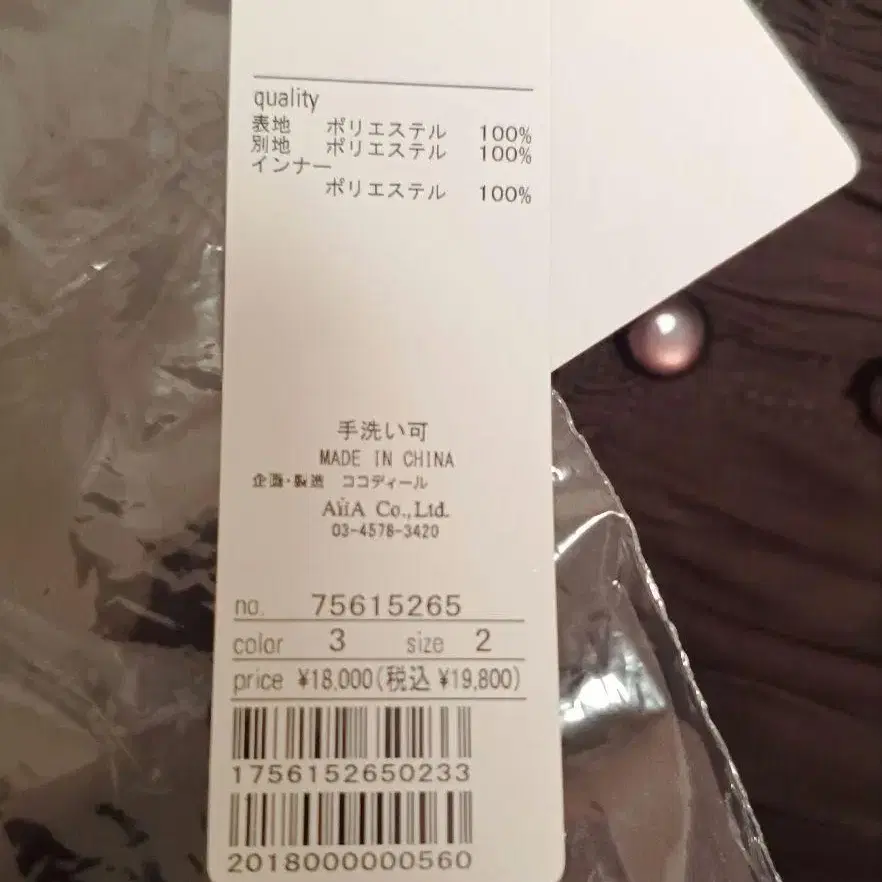 quality
表地 ポリエステル 100%
別地 ポリエステル 100%
インナー
ポリエステル 100%
手洗い可
MADE IN CHINA
企画・製造 ココディール
AiiA Co.,Ltd.
03-4578-3420
no. 75615265
color 3 size 2
price ¥18,000(税込 ¥19,800)
1756152650233
2018000000560